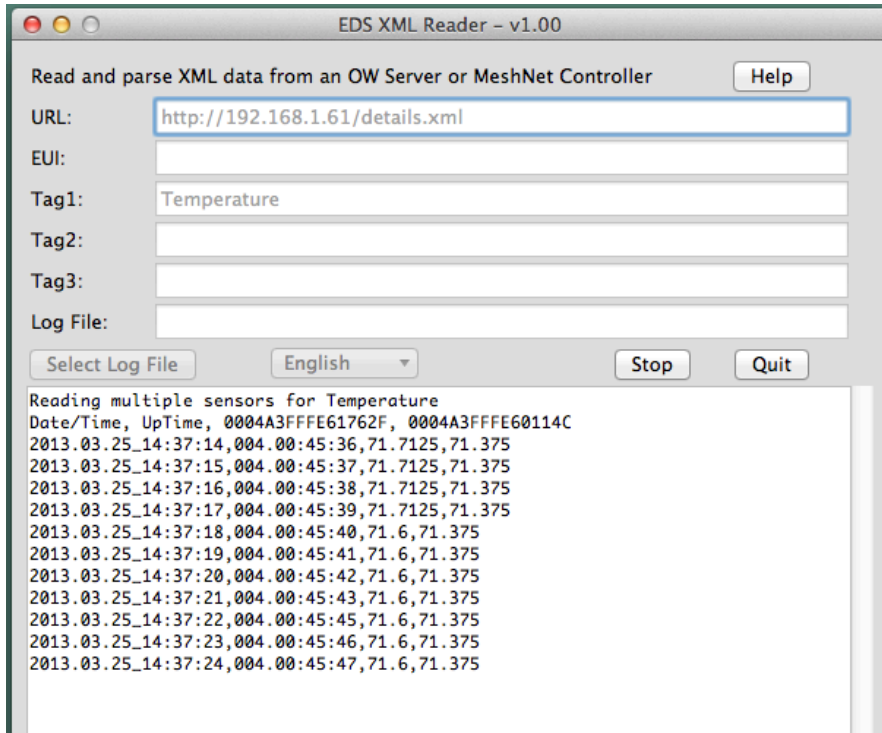 EDS XML Reader – v1.00
Read and parse XML data from an OW Server or MeshNet Controller Help
URL: http://192.168.1.61/details.xml
EUI:
Tag1: Temperature
Tag2:
Tag3:
Log File:
Select Log File English Stop Quit
Reading multiple sensors for Temperature
Date/Time, UpTime, 0004A3FFFE61762F, 0004A3FFFE60114C
2013.03.25_14:37:14,004.00:45:36,71.7125,71.375
2013.03.25_14:37:15,004.00:45:37,71.7125,71.375
2013.03.25_14:37:16,004.00:45:38,71.7125,71.375
2013.03.25_14:37:17,004.00:45:39,71.7125,71.375
2013.03.25_14:37:18,004.00:45:40,71.6,71.375
2013.03.25_14:37:19,004.00:45:41,71.6,71.375
2013.03.25_14:37:20,004.00:45:42,71.6,71.375
2013.03.25_14:37:21,004.00:45:43,71.6,71.375
2013.03.25_14:37:22,004.00:45:45,71.6,71.375
2013.03.25_14:37:23,004.00:45:46,71.6,71.375
2013.03.25_14:37:24,004.00:45:47,71.6,71.375